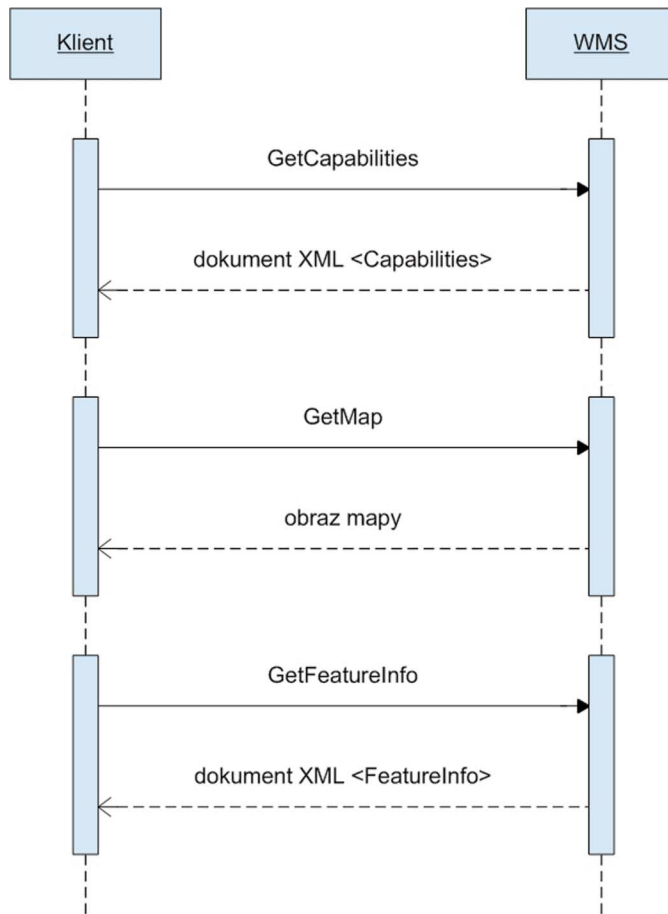 Klient
WMS
GetCapabilities
dokument XML <Capabilities>
GetMap
obraz mapy
GetFeatureInfo
dokument XML <FeatureInfo>